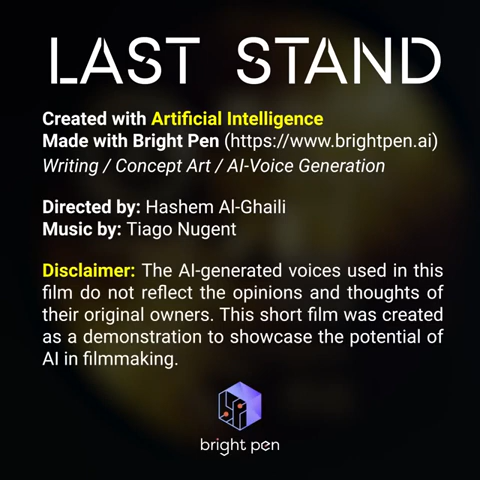 LAST STAND
Created with Artificial Intelligence
Made with Bright Pen (https://www.brightpen.ai)
Writing / Concept Art / AI-Voice Generation
Directed by: Hashem Al-Ghaili
Music by: Tiago Nugent
Disclaimer: The AI-generated voices used in this
film do not reflect the opinions and thoughts of
their original owners. This short film was created
as a demonstration to showcase the potential of
AI in filmmaking.
bright pen